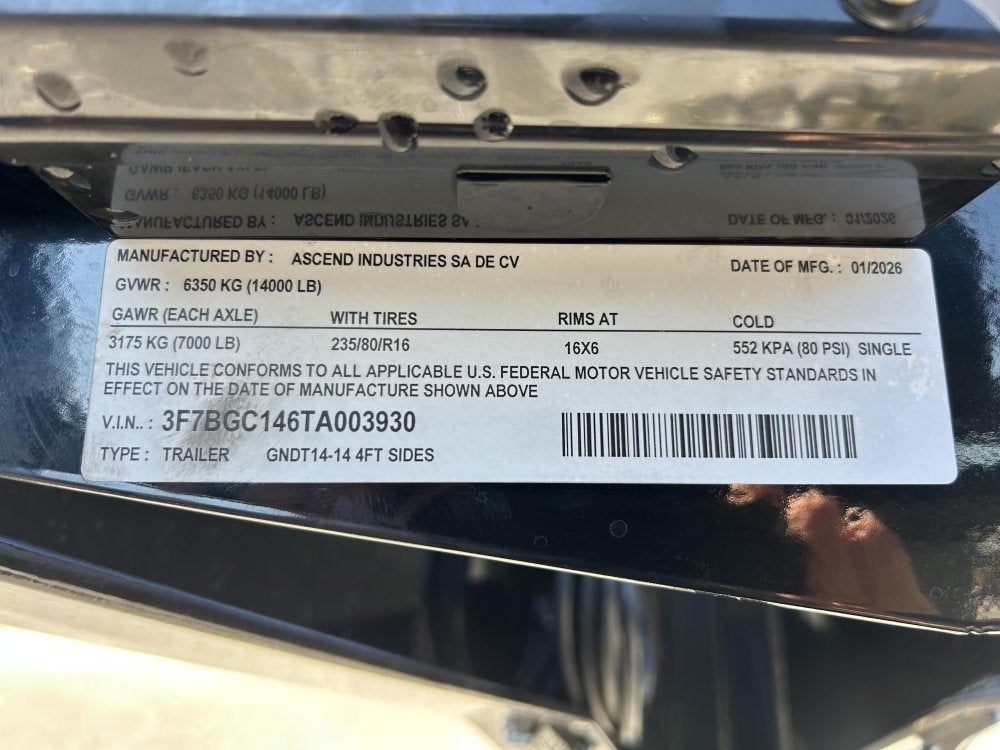 MANUFACTURED BY : ASCEND INDUSTRIES SA DE CV DATE OF MFG. : 01/2026
GVWR : 6350 KG (14000 LB)
GAWR (EACH AXLE) WITH TIRES RIMS AT COLD
3175 KG (7000 LB) 235/80/R16 16X6 552 KPA (80 PSI) SINGLE
THIS VEHICLE CONFORMS TO ALL APPLICABLE U.S. FEDERAL MOTOR VEHICLE SAFETY STANDARDS IN
EFFECT ON THE DATE OF MANUFACTURE SHOWN ABOVE
V.I.N.. : 3F7BGC146TA003930
TYPE : TRAILER GNDT14-14 4FT SIDES